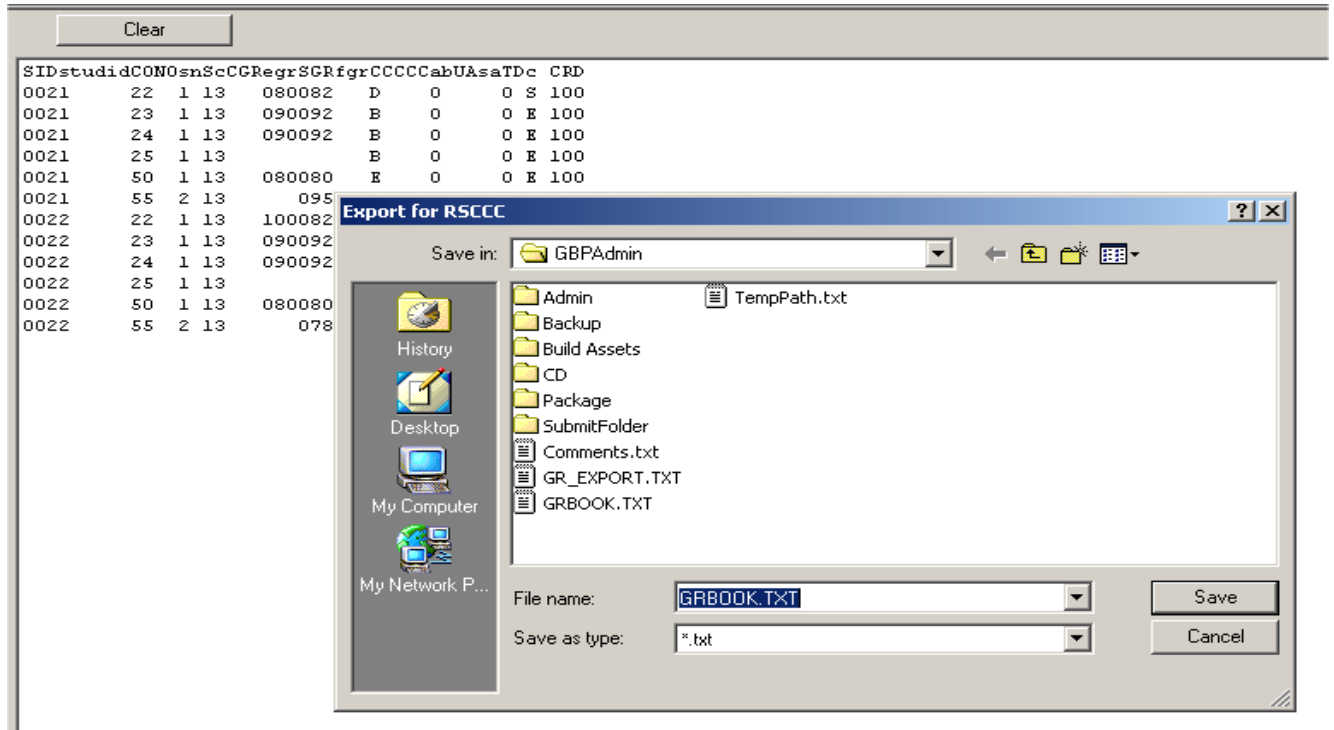 Clear
SIDstudidCONOsnScCGRegrSGRfgrCCCCCabUAsaTDc CRD
0021 22 1 13 080082 D 0 0 S 100
0021 23 1 13 090092 B 0 0 E 100
0021 24 1 13 090092 B 0 0 E 100
0021 25 1 13 B 0 0 E 100
0021 50 1 13 080080 E 0 0 E 100
0021 55 2 13 095
0022 22 1 13 100082
0022 23 1 13 090092
0022 24 1 13 090092
0022 25 1 13
0022 50 1 13 080080
0022 55 2 13 078
Export for RSCCC
Save in: GBPAdmin
History
Desktop
My Computer
My Network P...
Admin
Backup
Build Assets
CD
Package
SubmitFolder
Comments.txt
GR_EXPORT.TXT
GRBOOK.TXT
TempPath.txt
File name: GRBOOK.TXT Save
Save as type: *.txt Cancel